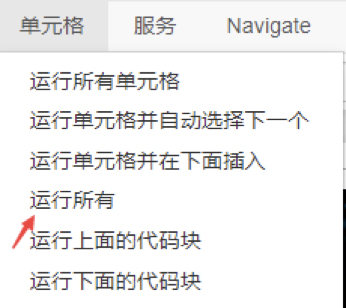 单元格 服务 Navigate
运行所有单元格
运行单元格并自动选择下一个
运行单元格并在下面插入
运行所有
运行上面的代码块
运行下面的代码块